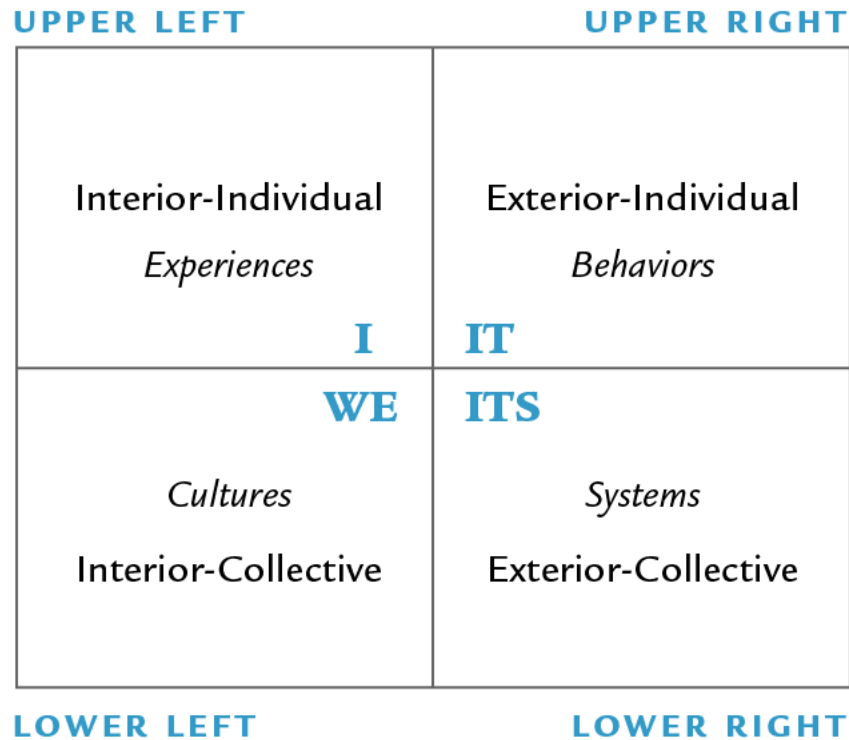 UPPER LEFT
UPPER RIGHT
Interior-Individual
Experiences
I
Exterior-Individual
Behaviors
IT
WE
Cultures
Interior-Collective
ITS
Systems
Exterior-Collective
LOWER LEFT
LOWER RIGHT